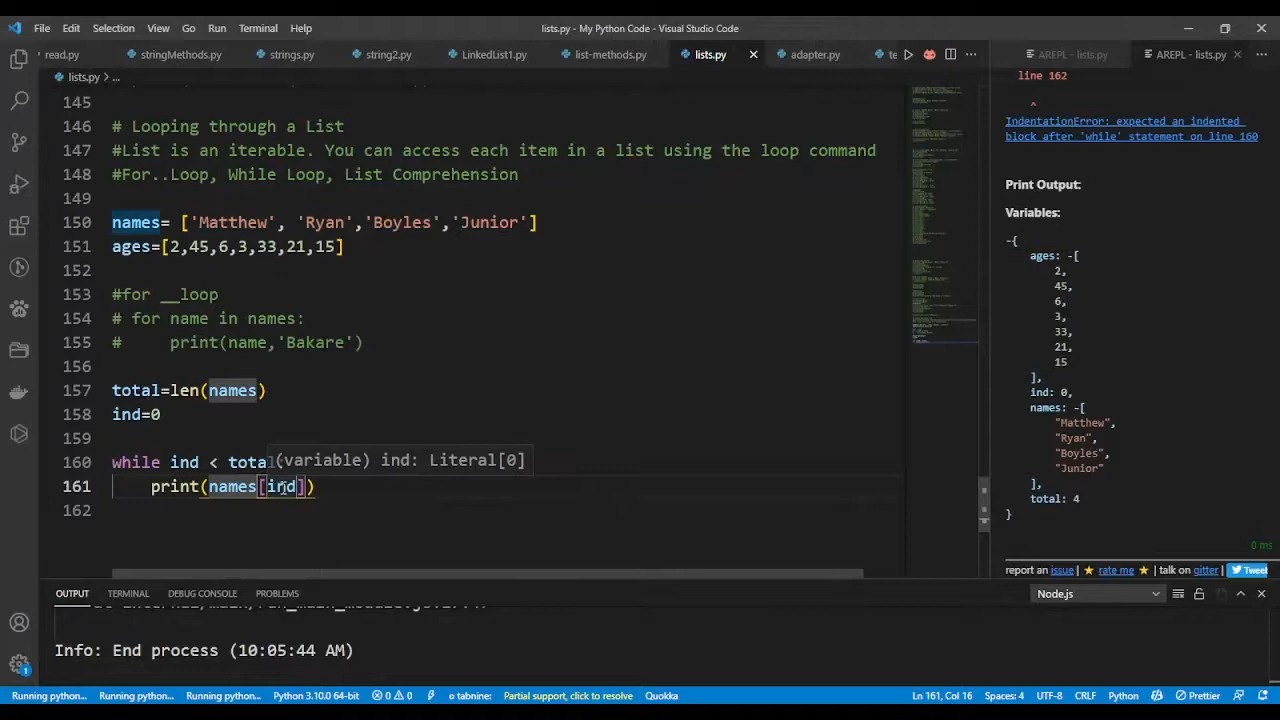 File Edit Selection View Go Run Terminal Help
lists.py - My Python Code - Visual Studio Code
read.py stringMethods.py strings.py string2.py LinkedList1.py list-methods.py lists.py adapter.py te
AREPL - lists.py AREPL - lists.py
lists.py > ...
145
146 # Looping through a List
147 #List is an iterable. You can access each item in a list using the loop command
148 #For..Loop, While Loop, List Comprehension
149
150 names= ['Matthew', 'Ryan','Boyles','Junior']
151 ages=[2,45,6,3,33,21,15]
152
153 #for __loop
154 # for name in names:
155 # print(name,'Bakare')
156
157 total=len(names)
158 ind=0
159
160 while ind < total
(variable) ind: Literal[0]
161 print(names[ind])
162
line 162
^
IndentationError: expected an indented
block after 'while' statement on line 160
Print Output:
Variables:
-{
ages: -[
2,
45,
6,
3,
33,
21,
15
],
ind: 0,
names: -[
"Matthew",
"Ryan",
"Boyles",
"Junior"
],
total: 4
}
0 ms
report an issue | rate me | talk on gitter | Tweet
OUTPUT TERMINAL DEBUG CONSOLE PROBLEMS
Node.js
Info: End process (10:05:44 AM)
1
Running python... Running python... Running python... Python 3.10.0 64-bit 0 0 tabnine: Partial support, click to resolve Quokka Ln 161, Col 16 Spaces: 4 UTF-8 CRLF Python Prettier